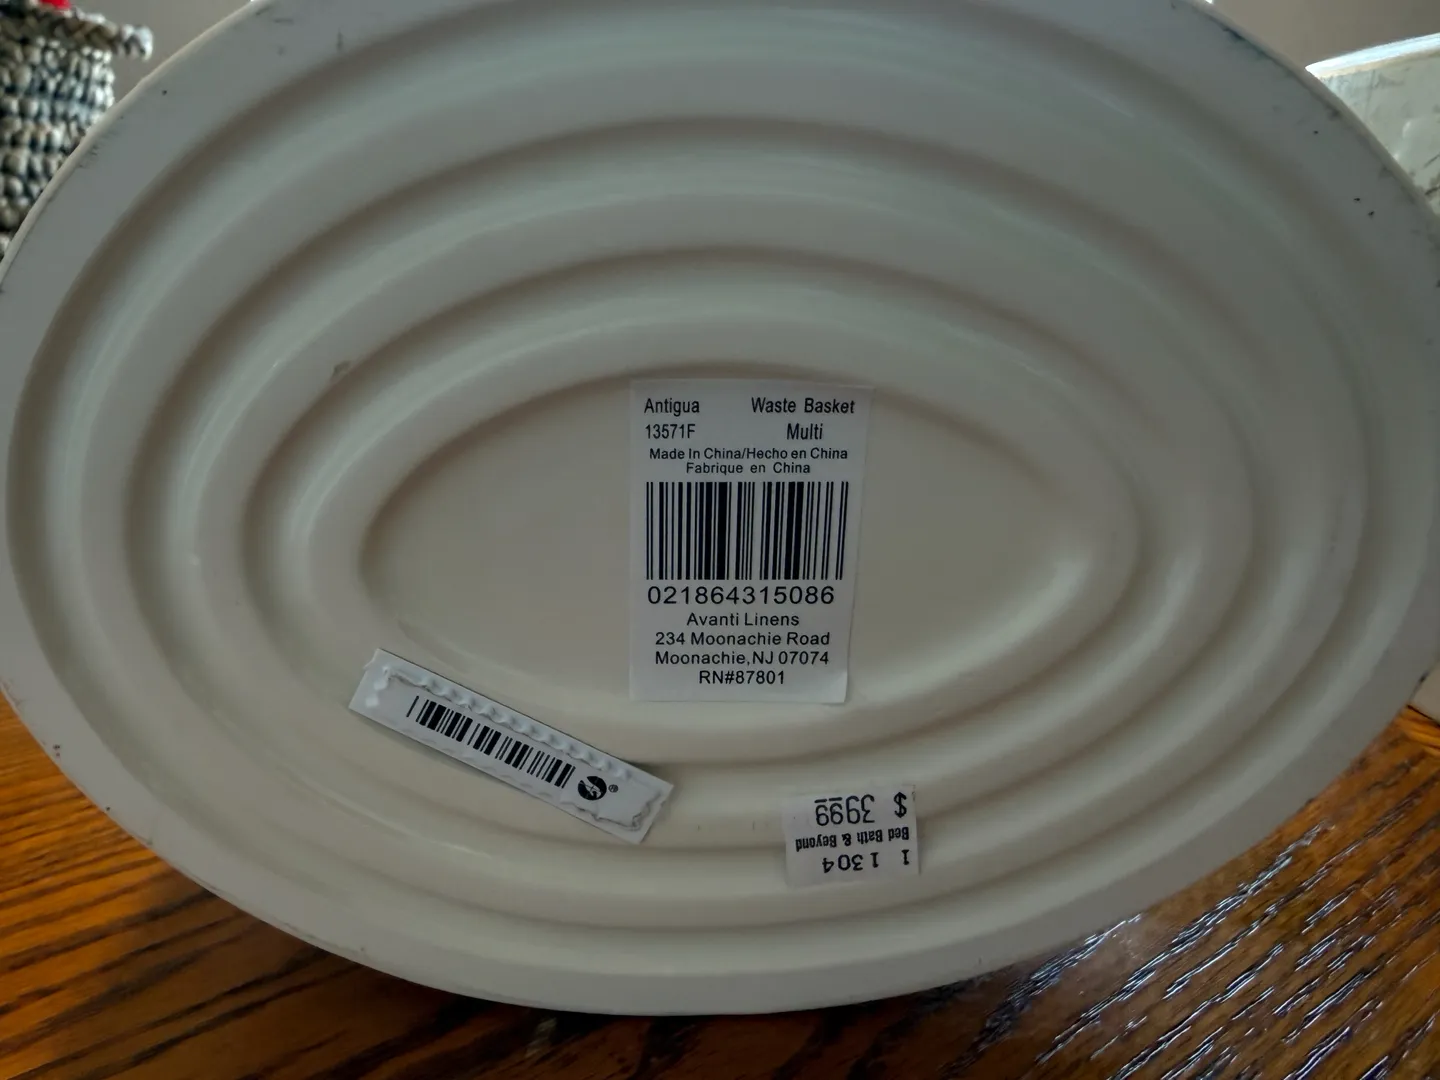 Antigua Waste Basket
13571F Multi
Made In China/Hecho en China
Fabrique en China
021864315086
Avanti Linens
234 Moonachie Road
Moonachie,NJ 07074
RN#87801
®
1 1304
Bed Bath & Beyond
$ 3999